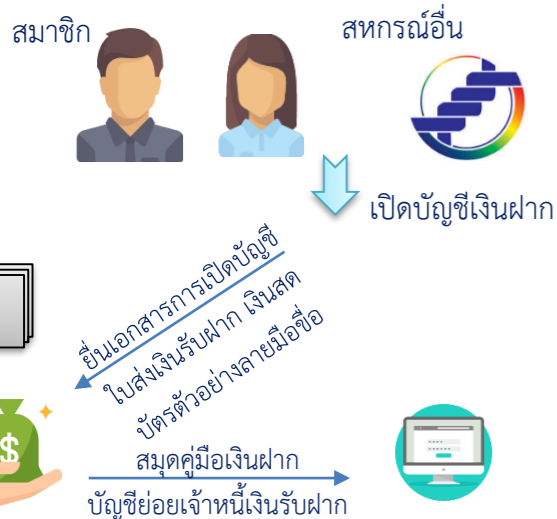 สมาชิก
สหกรณ์อื่น
เปิดบัญชีเงินฝาก
ยื่นเอกสารการเปิดบัญชี
ใบส่งเงินรับฝาก เงินสด
บัตรตัวอย่างลายมือชื่อ
$
สมุดคู่มือเงินฝาก
บัญชีย่อยเจ้าหนี้เงินรับฝาก